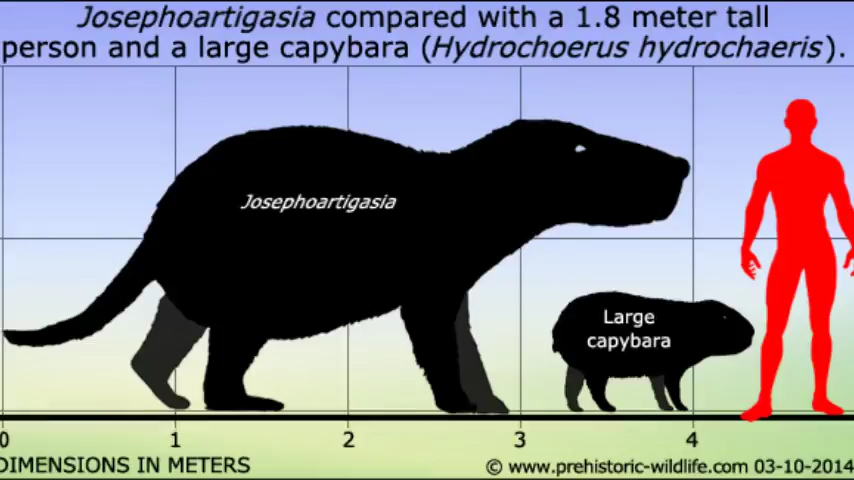 Josephoartigasia compared with a 1.8 meter tall
person and a large capybara (Hydrochoerus hydrochaeris).
Josephoartigasia
Large
capybara
0 1 2 3 4
DIMENSIONS IN METERS © www.prehistoric-wildlife.com 03-10-2014